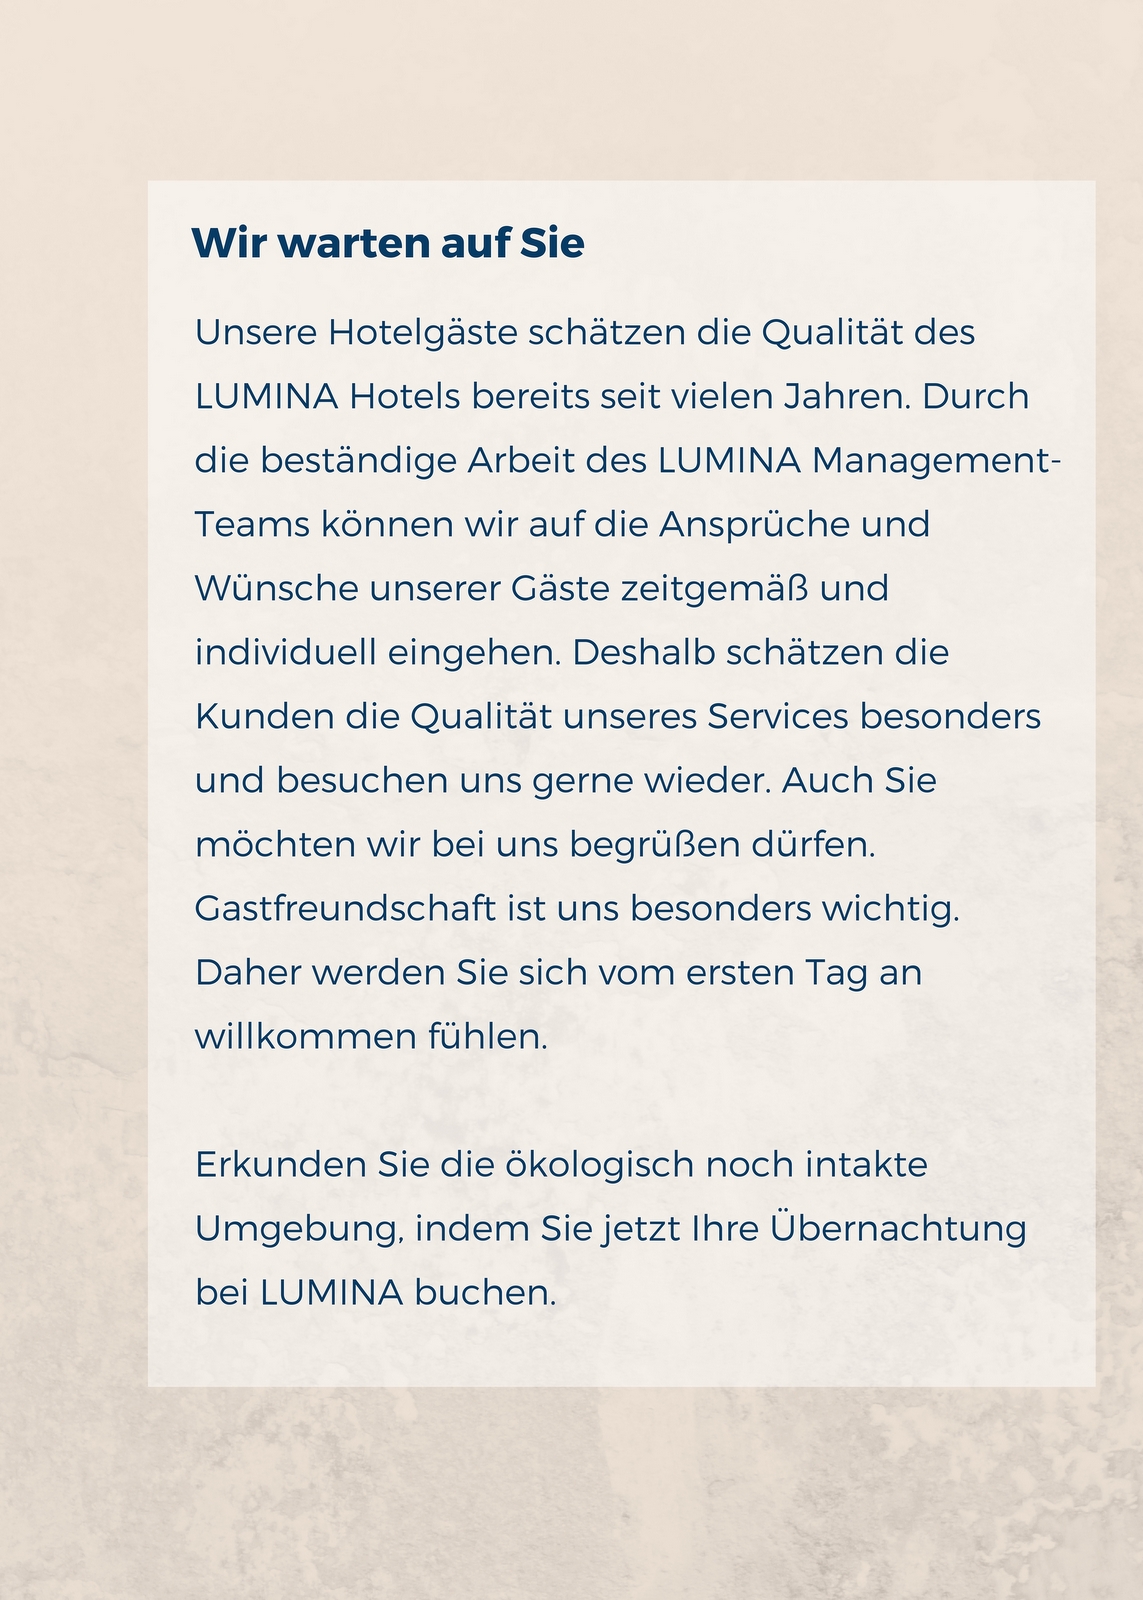 Wir warten auf Sie
Unsere Hotelgäste schätzen die Qualität des
LUMINA Hotels bereits seit vielen Jahren. Durch
die beständige Arbeit des LUMINA Management-
Teams können wir auf die Ansprüche und
Wünsche unserer Gäste zeitgemäß und
individuell eingehen. Deshalb schätzen die
Kunden die Qualität unseres Services besonders
und besuchen uns gerne wieder. Auch Sie
möchten wir bei uns begrüßen dürfen.
Gastfreundschaft ist uns besonders wichtig.
Daher werden Sie sich vom ersten Tag an
willkommen fühlen.
Erkunden Sie die ökologisch noch intakte
Umgebung, indem Sie jetzt Ihre Übernachtung
bei LUMINA buchen.